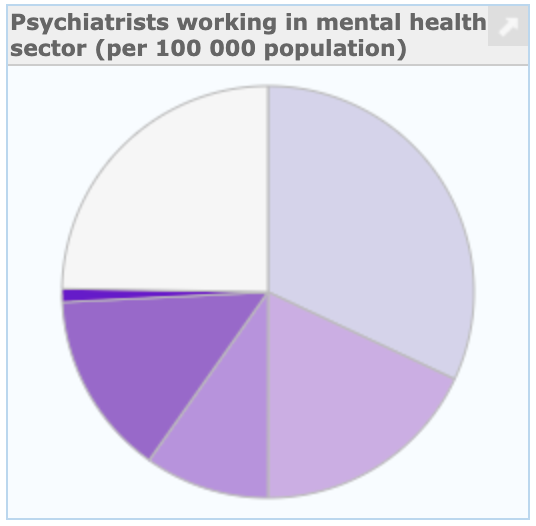 Psychiatrists working in mental health
sector (per 100 000 population)